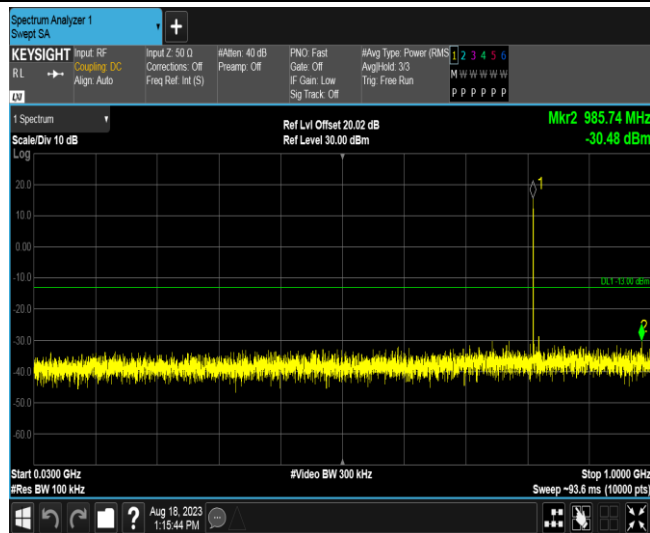 Spectrum Analyzer 1
Swept SA
+
KEYSIGHT
RL
LXI
Input: RF
Coupling: DC
Align: Auto
Input Z: 50 Ω
Corrections: Off
Freq Ref: Int (S)
#Atten: 40 dB
Preamp: Off
PNO: Fast
Gate: Off
IF Gain: Low
Sig Track: Off
#Avg Type: Power (RMS
Avg|Hold: 3/3
Trig: Free Run
1 2 3 4 5 6
M W W W W W
P P P P P P
1 Spectrum
Scale/Div 10 dB
Log
Ref Lvl Offset 20.02 dB
Ref Level 30.00 dBm
Mkr2 985.74 MHz
-30.48 dBm
20.0
1
10.0
0.00
-10.0
DL1 -13.00 dBm
-20.0
-30.0
2
-40.0
-50.0
-60.0
Start 0.0300 GHz
#Res BW 100 kHz
#Video BW 300 kHz
Stop 1.0000 GHz
Sweep ~93.6 ms (10000 pts)
?
Aug 18, 2023
1:15:44 PM